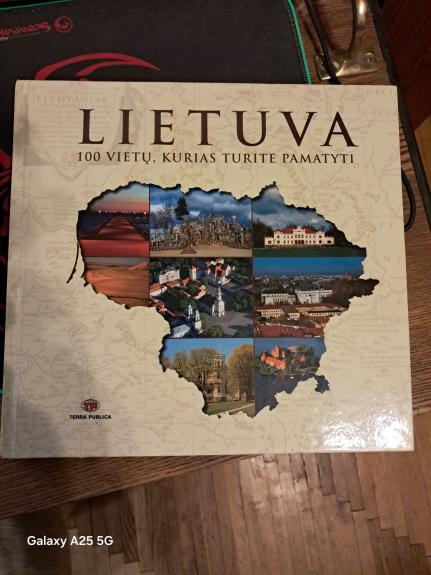 LIETUVA
100 VIETŲ, KURIAS TURITE PAMATYTI
TERRA PUBLICA
Galaxy A25 5G